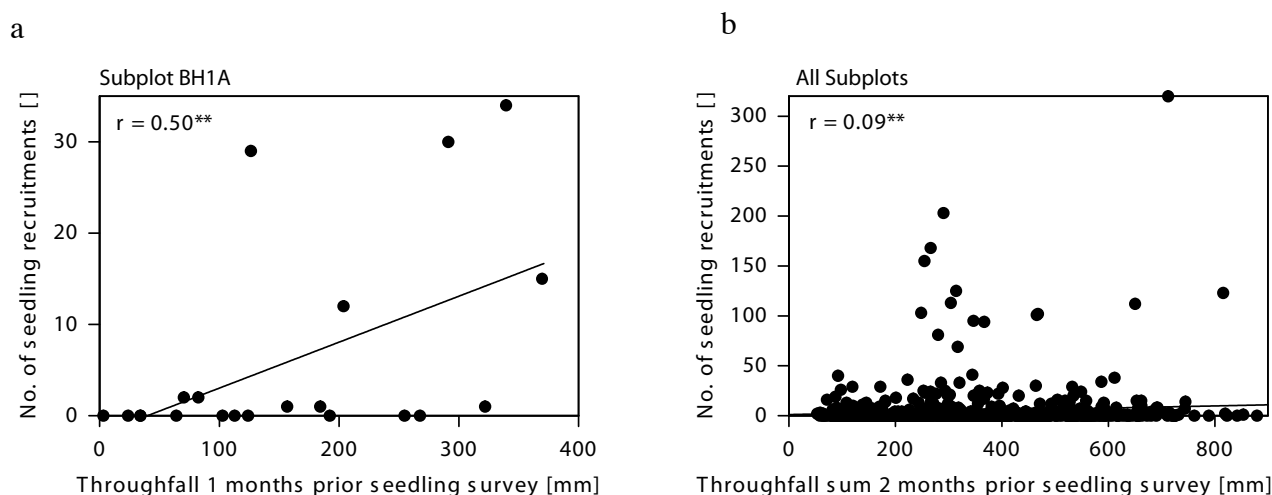 a
Subplot BH1A
r = 0.50**
No. of seedling recruitments []
30
20
10
0
0 100 200 300 400
Throughfall 1 months prior seedling survey [mm]
b
All Subplots
r = 0.09**
No. of seedling recruitments []
300
250
200
150
100
50
0
0 200 400 600 800
Throughfall sum 2 months prior seedling survey [mm]